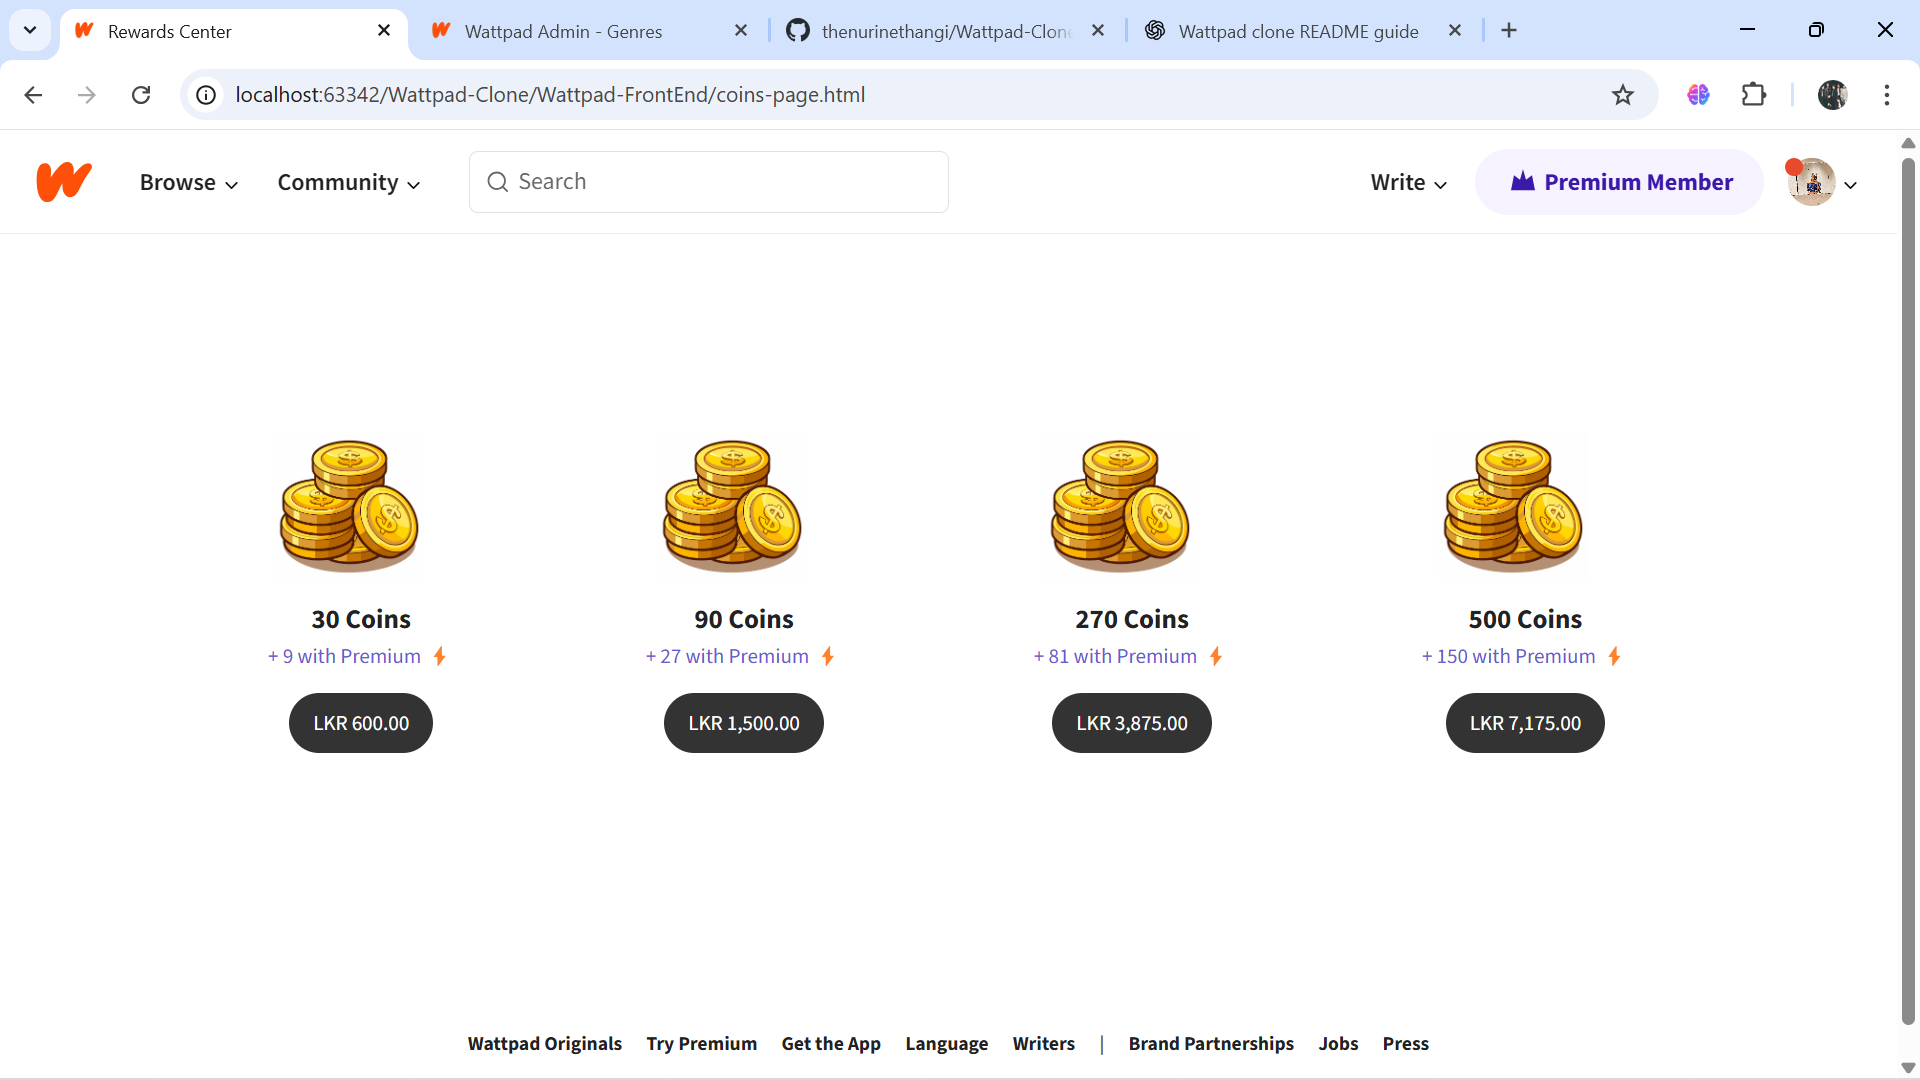 Rewards Center
Wattpad Admin - Genres
thenurinethangi/Wattpad-Clone
Wattpad clone README guide
localhost:63342/Wattpad-Clone/Wattpad-FrontEnd/coins-page.html
Browse
Community
Search
Write
Premium Member
30 Coins
+ 9 with Premium
LKR 600.00
90 Coins
+ 27 with Premium
LKR 1,500.00
270 Coins
+ 81 with Premium
LKR 3,875.00
500 Coins
+ 150 with Premium
LKR 7,175.00
Wattpad Originals Try Premium Get the App Language Writers | Brand Partnerships Jobs Press